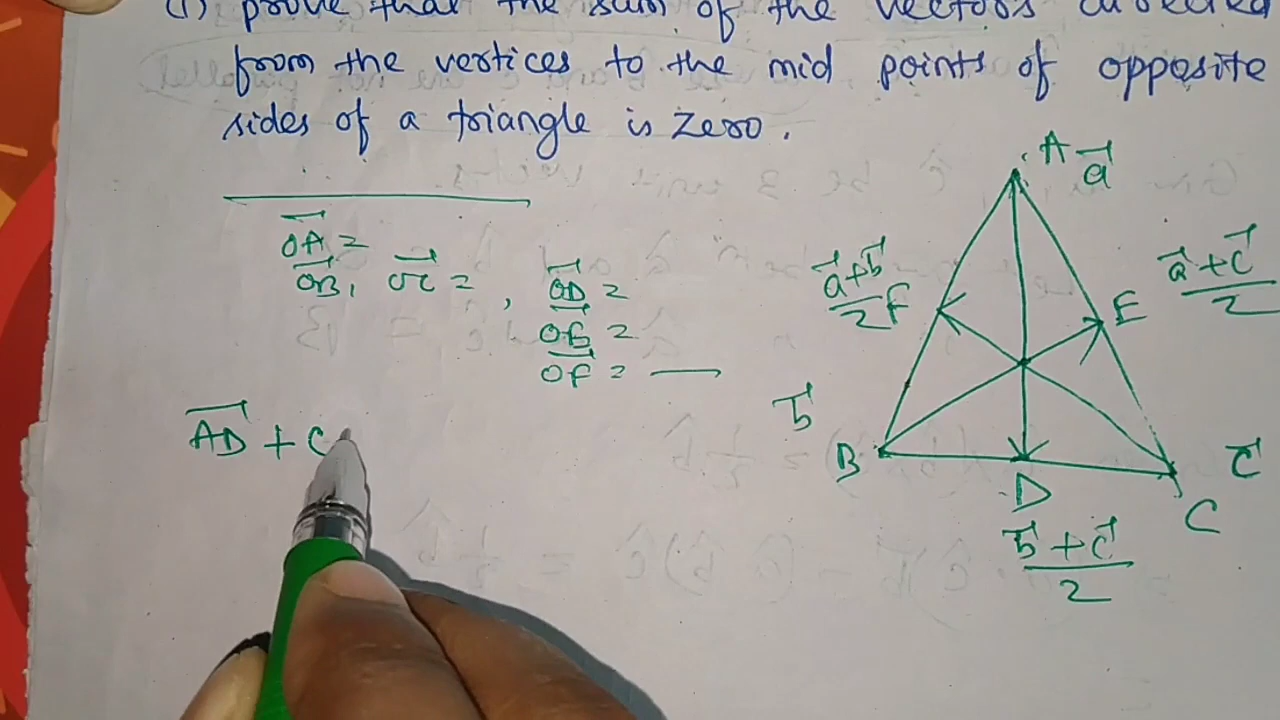 (1) prove that the sum of the vectors directed
from the vertices to the mid points of opposite
sides of a triangle is zero.
A a⃗
OA⃗ =
OB⃗, OC⃗ = , OD⃗ =
OE⃗ =
OF⃗ =
(a⃗+b⃗)/2 F
E (a⃗+c⃗)/2
AD⃗ + C
b⃗
B
D
C
c⃗
(b⃗+c⃗)/2